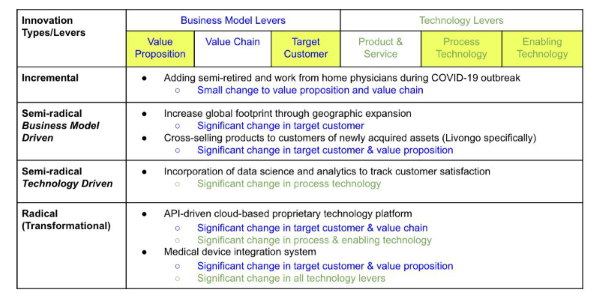 Innovation Types/Levers
Business Model Levers
Technology Levers
Value Proposition
Value Chain
Target Customer
Product & Service
Process Technology
Enabling Technology
Incremental
● Adding semi-retired and work from home physicians during COVID-19 outbreak
○ Small change to value proposition and value chain
Semi-radical
Business Model
Driven
● Increase global footprint through geographic expansion
○ Significant change in target customer
● Cross-selling products to customers of newly acquired assets (Livongo specifically)
○ Significant change in target customer & value proposition
Semi-radical
Technology Driven
● Incorporation of data science and analytics to track customer satisfaction
○ Significant change in process technology
Radical
(Transformational)
● API-driven cloud-based proprietary technology platform
○ Significant change in target customer & value chain
○ Significant change in process & enabling technology
● Medical device integration system
○ Significant change in target customer & value proposition
○ Significant change in all technology levers